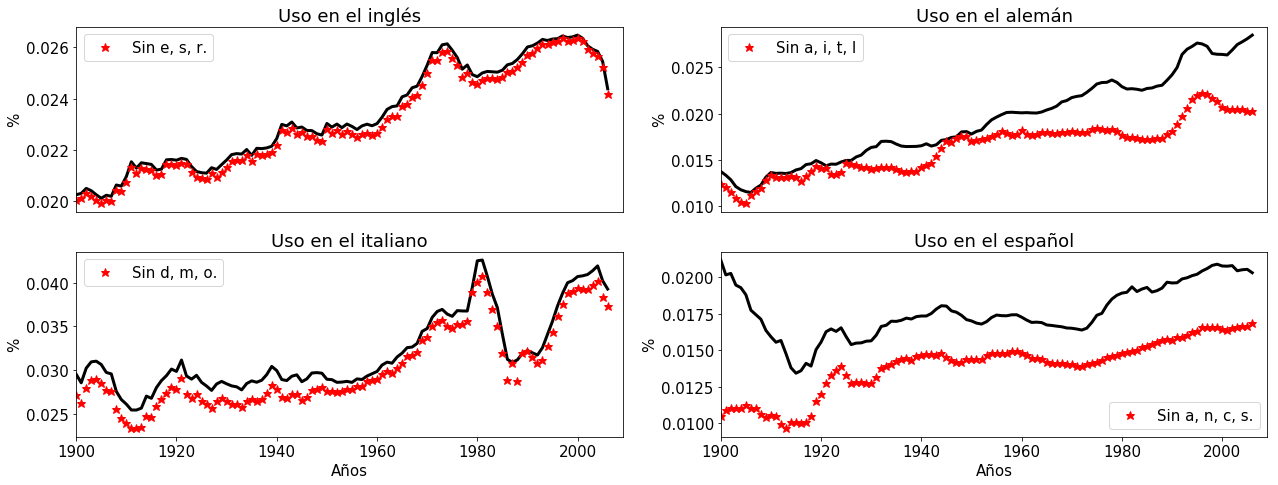 Uso en el inglés
Sin e, s, r.
%
0.026
0.024
0.022
0.020
Uso en el alemán
Sin a, i, t, l
%
0.025
0.020
0.015
0.010
Uso en el italiano
Sin d, m, o.
%
0.040
0.035
0.030
0.025
1900 1920 1940 1960 1980 2000
Años
Uso en el español
%
0.0200
0.0175
0.0150
0.0125
0.0100
Sin a, n, c, s.
1900 1920 1940 1960 1980 2000
Años